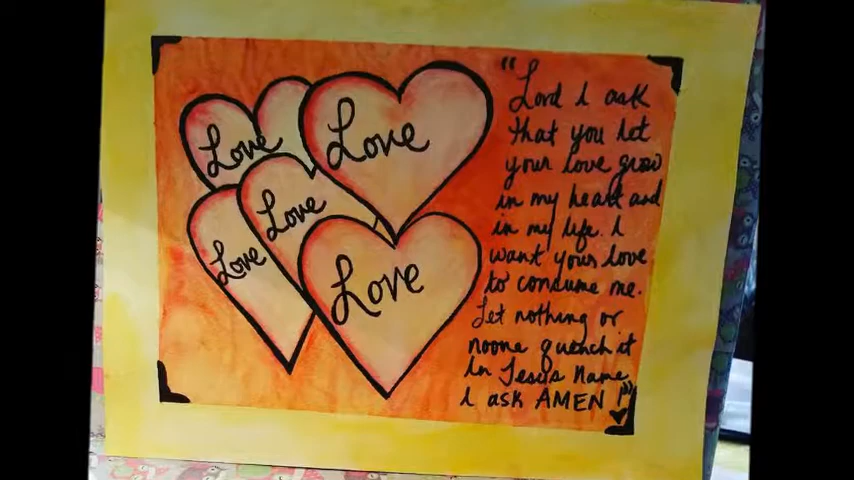 Love
Love
Love
Love
Love
"Lord i ask
that you let
your love grow
in my heart and
in my life. I
want your love
to consume me.
Let nothing or
noone quench it
In Jesus Name
i ask AMEN!"